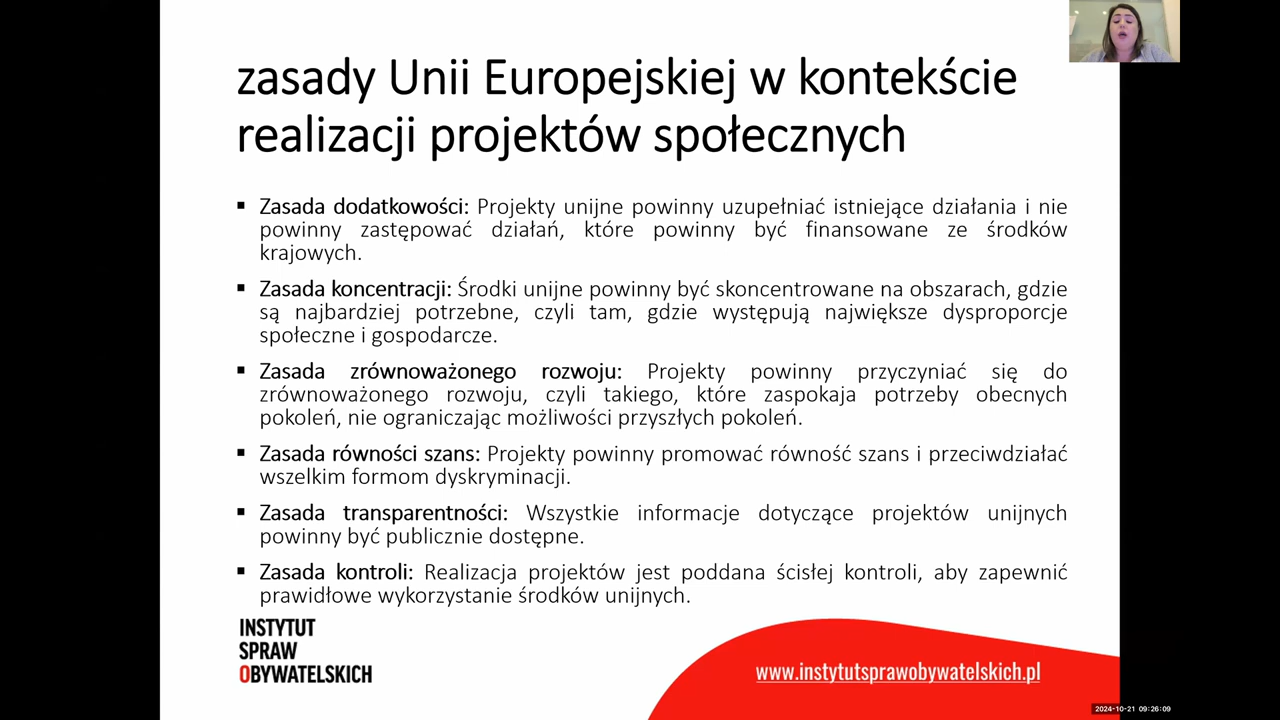 zasady Unii Europejskiej w kontekście
realizacji projektów społecznych
▪ Zasada dodatkowości: Projekty unijne powinny uzupełniać istniejące działania i nie
powinny zastępować działań, które powinny być finansowane ze środków
krajowych.
▪ Zasada koncentracji: Środki unijne powinny być skoncentrowane na obszarach, gdzie
są najbardziej potrzebne, czyli tam, gdzie występują największe dysproporcje
społeczne i gospodarcze.
▪ Zasada zrównoważonego rozwoju: Projekty powinny przyczyniać się do
zrównoważonego rozwoju, czyli takiego, które zaspokaja potrzeby obecnych
pokoleń, nie ograniczając możliwości przyszłych pokoleń.
▪ Zasada równości szans: Projekty powinny promować równość szans i przeciwdziałać
wszelkim formom dyskryminacji.
▪ Zasada transparentności: Wszystkie informacje dotyczące projektów unijnych
powinny być publicznie dostępne.
▪ Zasada kontroli: Realizacja projektów jest poddana ścisłej kontroli, aby zapewnić
prawidłowe wykorzystanie środków unijnych.
INSTYTUT
SPRAW
OBYWATELSKICH
www.instytutsprawobywatelskich.pl
2024-10-21 09:26:09